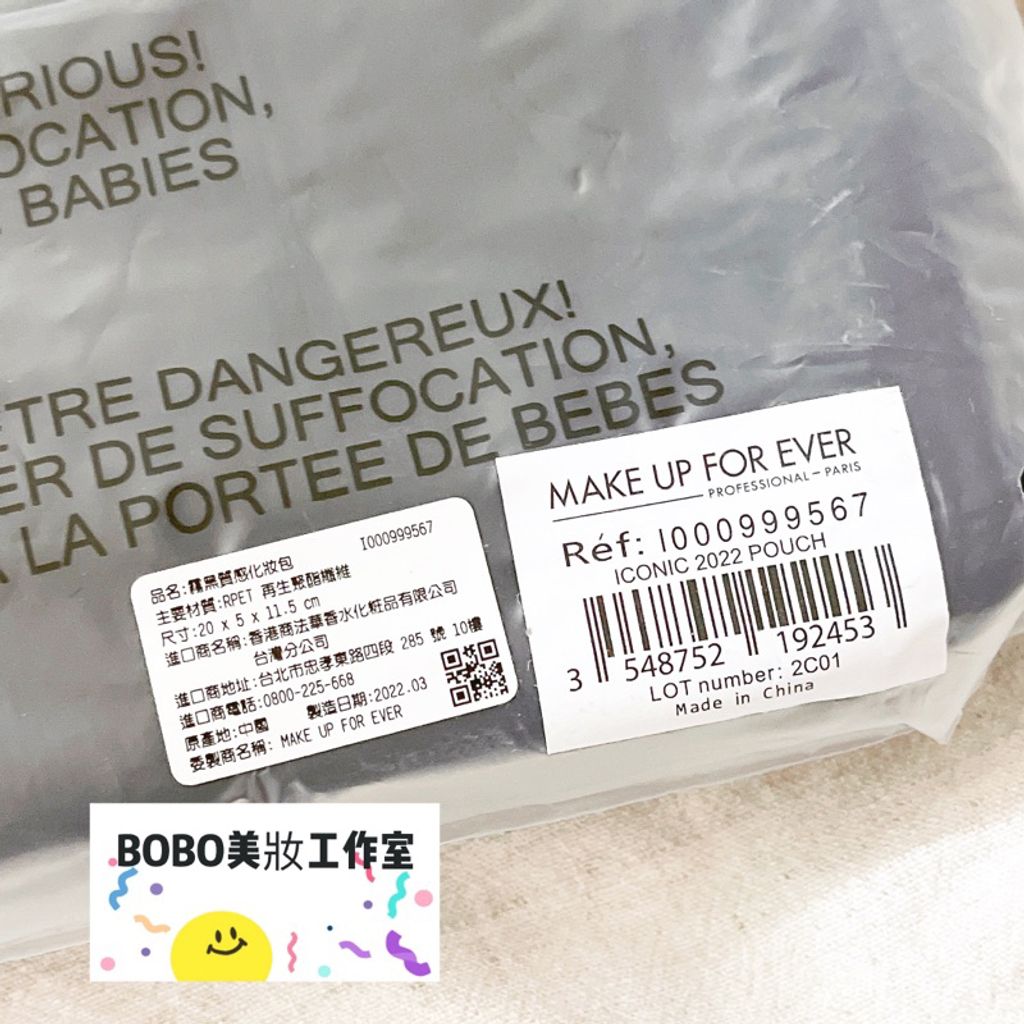 RIOUS!
OCATION,
BABIES
ETRE DANGEREUX!
ER DE SUFFOCATION,
A LA PORTEE DE BEBES
MAKE UP FOR EVER
PROFESSIONAL – PARIS
Réf: I000999567
ICONIC 2022 POUCH
3 548752 192453
LOT number: 2C01
Made in China
I000999567
品名:霧黑質感化妝包
主要材質:RPET 再生聚酯纖維
尺寸:20 x 5 x 11.5 cm
進口商名稱:香港商法華香水化粧品有限公司
台灣分公司
進口商地址:台北市忠孝東路四段 285 號 10樓
進口商電話:0800-225-668
原產地:中國 製造日期:2022.03
委製商名稱: MAKE UP FOR EVER
BOBO美妝工作室